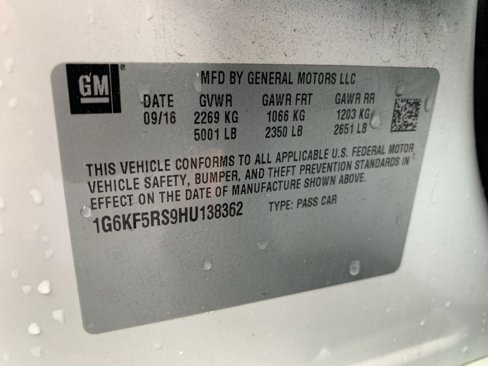 GM
MFD BY GENERAL MOTORS LLC
DATE GVWR GAWR FRT GAWR RR
09/16 2269 KG 1066 KG 1203 KG
5001 LB 2350 LB 2651 LB
THIS VEHICLE CONFORMS TO ALL APPLICABLE U.S. FEDERAL MOTOR
VEHICLE SAFETY, BUMPER, AND THEFT PREVENTION STANDARDS IN
EFFECT ON THE DATE OF MANUFACTURE SHOWN ABOVE.
1G6KF5RS9HU138362 TYPE: PASS CAR